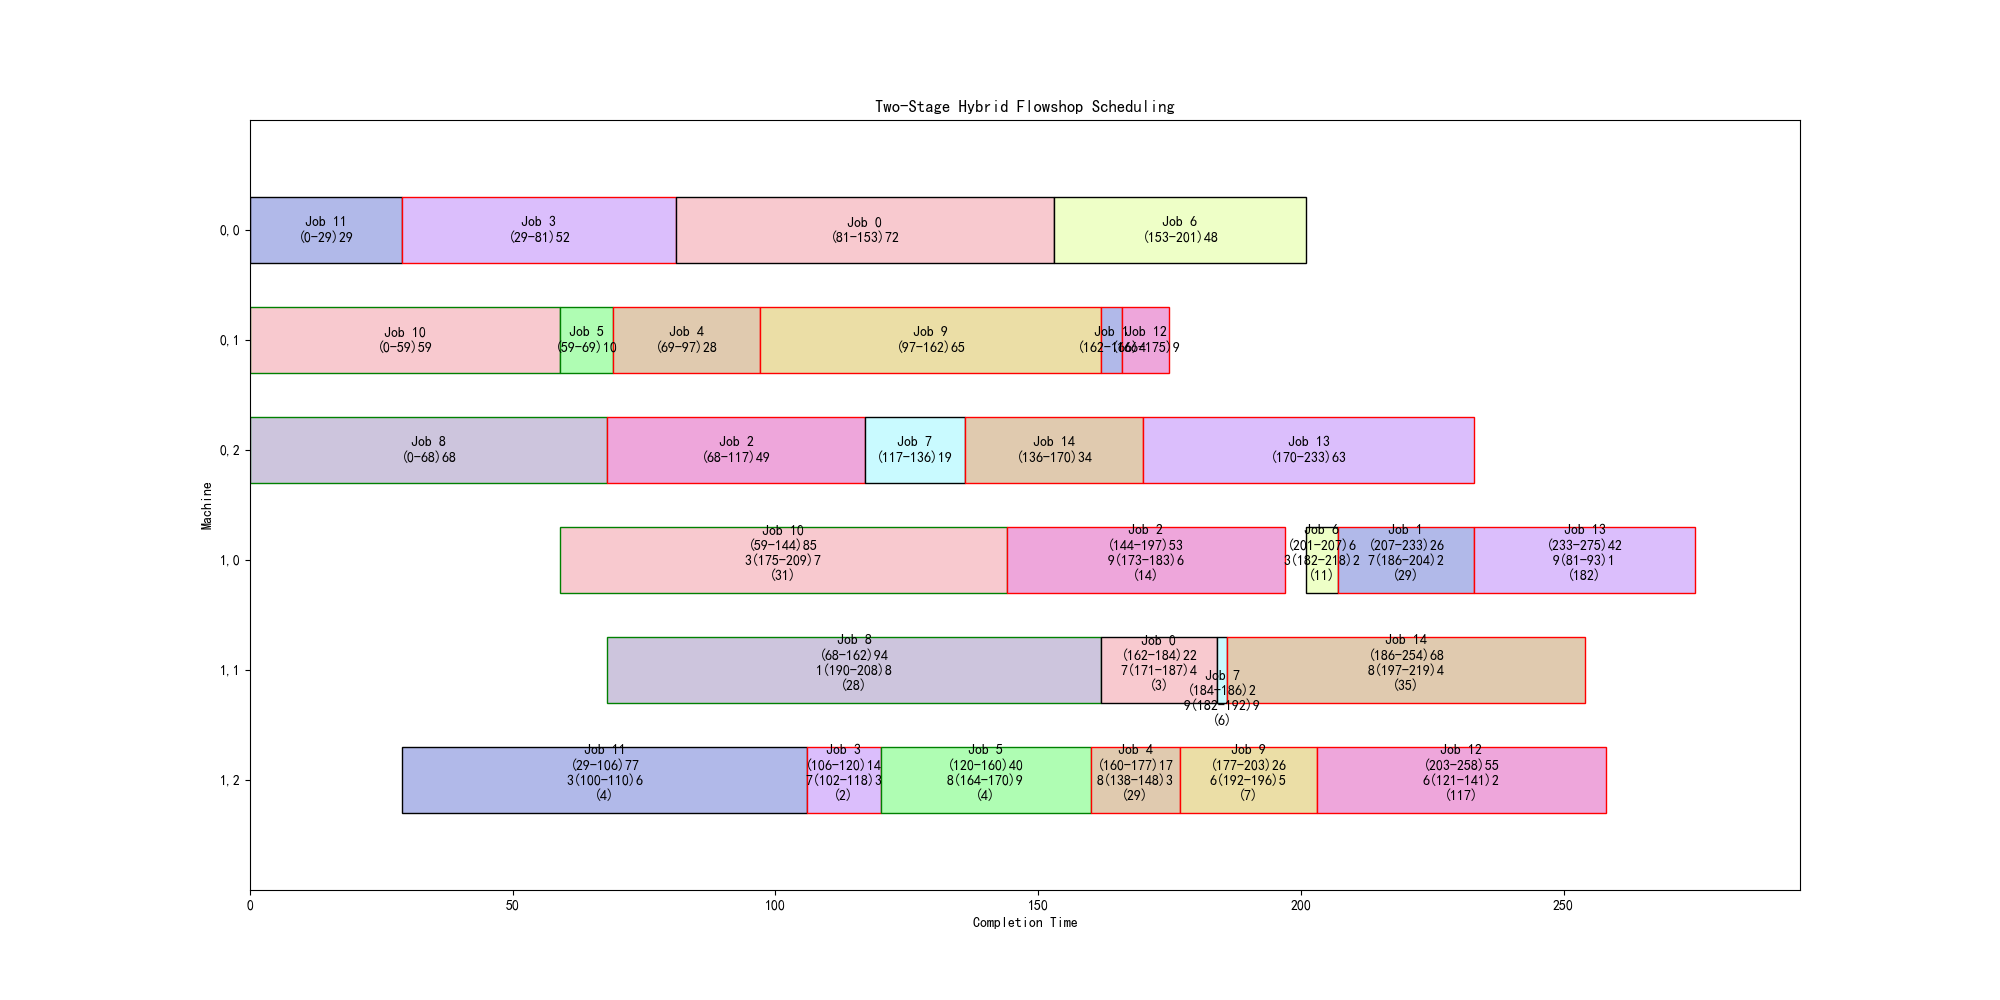 Two-Stage Hybrid Flowshop Scheduling
Machine
0,0
Job 11
(0-29)29
Job 3
(29-81)52
Job 0
(81-153)72
Job 6
(153-201)48
0,1
Job 10
(0-59)59
Job 5
(59-69)10
Job 4
(69-97)28
Job 9
(97-162)65
Job 1
(162-166)4
Job 12
(166-175)9
0,2
Job 8
(0-68)68
Job 2
(68-117)49
Job 7
(117-136)19
Job 14
(136-170)34
Job 13
(170-233)63
1,0
Job 10
(59-144)85
3(175-209)7
(31)
Job 2
(144-197)53
9(173-183)6
(14)
Job 6
(201-207)6
3(182-218)2
(11)
Job 1
(207-233)26
7(186-204)2
(29)
Job 13
(233-275)42
9(81-93)1
(182)
1,1
Job 8
(68-162)94
1(190-208)8
(28)
Job 0
(162-184)22
7(171-187)4
(3)
Job 7
(184-186)2
9(182-192)9
(6)
Job 14
(186-254)68
8(197-219)4
(35)
1,2
Job 11
(29-106)77
3(100-110)6
(4)
Job 3
(106-120)14
7(102-118)3
(2)
Job 5
(120-160)40
8(164-170)9
(4)
Job 4
(160-177)17
8(138-148)3
(29)
Job 9
(177-203)26
6(192-196)5
(7)
Job 12
(203-258)55
6(121-141)2
(117)
0
50
100
150
200
250
Completion Time